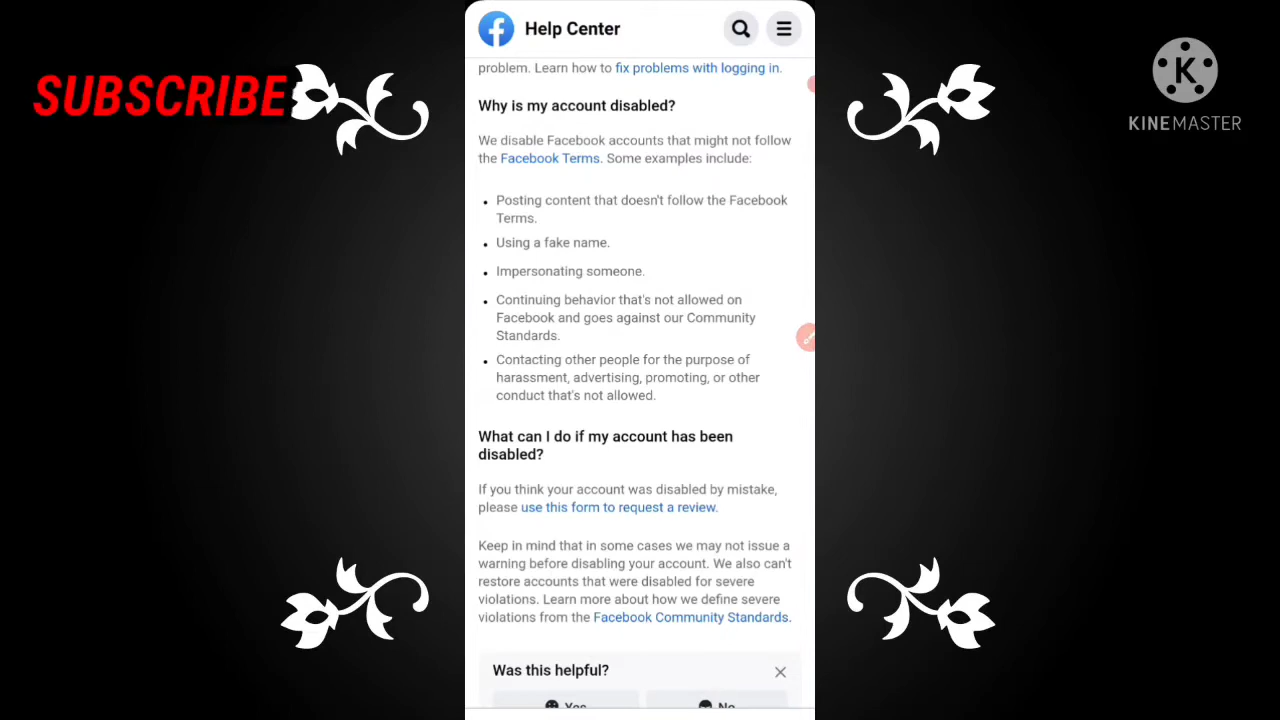 Help Center
SUBSCRIBE
KINEMASTER
problem. Learn how to fix problems with logging in.
Why is my account disabled?
We disable Facebook accounts that might not follow
the Facebook Terms. Some examples include:
• Posting content that doesn't follow the Facebook
Terms.
• Using a fake name.
• Impersonating someone.
• Continuing behavior that's not allowed on
Facebook and goes against our Community
Standards.
• Contacting other people for the purpose of
harassment, advertising, promoting, or other
conduct that's not allowed.
What can I do if my account has been
disabled?
If you think your account was disabled by mistake,
please use this form to request a review.
Keep in mind that in some cases we may not issue a
warning before disabling your account. We also can't
restore accounts that were disabled for severe
violations. Learn more about how we define severe
violations from the Facebook Community Standards.
Was this helpful?
Yes
No